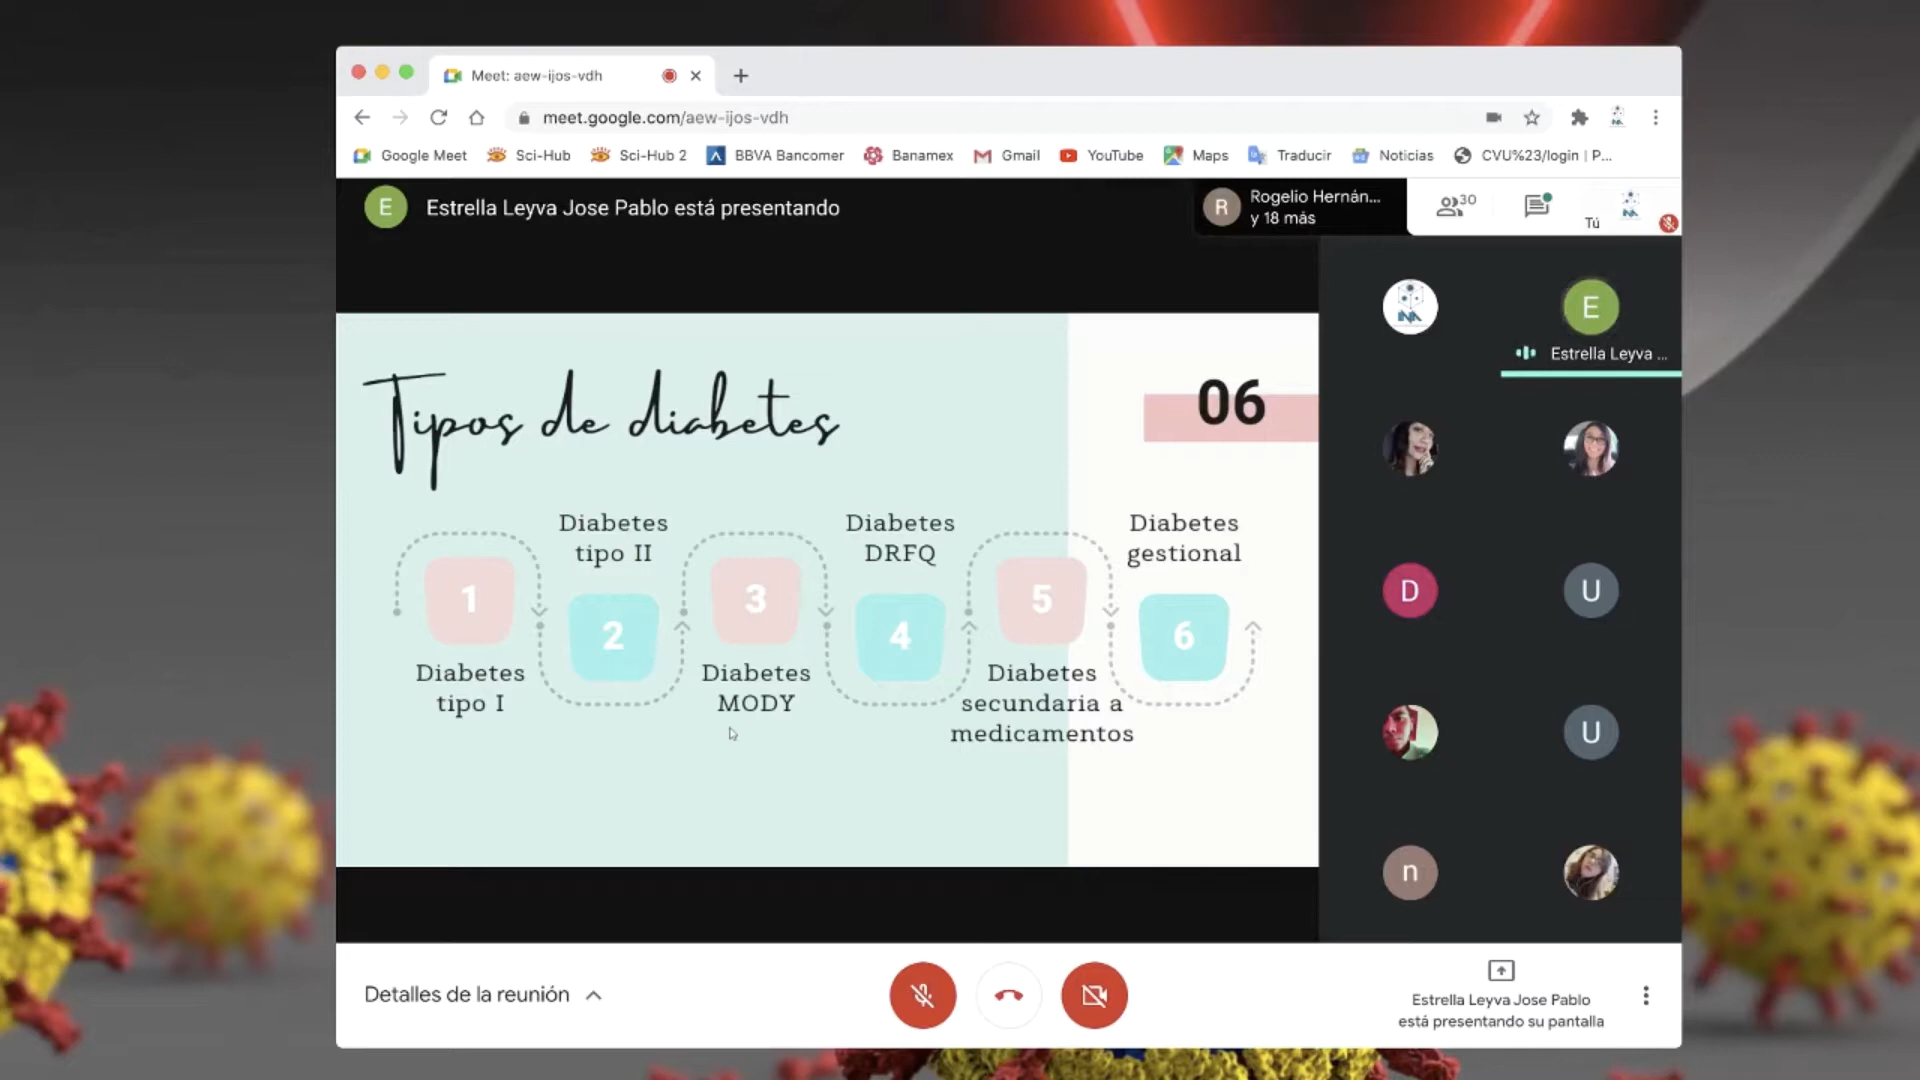 Meet: aew-ijos-vdh
meet.google.com/aew-ijos-vdh
Google Meet
Sci-Hub
Sci-Hub 2
BBVA Bancomer
Banamex
Gmail
YouTube
Maps
Traducir
Noticias
CVU%23/login | P...
E
Estrella Leyva Jose Pablo está presentando
R
Rogelio Hernán...
y 18 más
30
Tú
INA
Tipos de diabetes
06
Diabetes
tipo II
Diabetes
DRFQ
Diabetes
gestional
1
2
3
4
5
6
Diabetes
tipo I
Diabetes
MODY
Diabetes
secundaria a
medicamentos
INA
E
Estrella Leyva ...
D
U
U
n
Detalles de la reunión
Estrella Leyva Jose Pablo
está presentando su pantalla